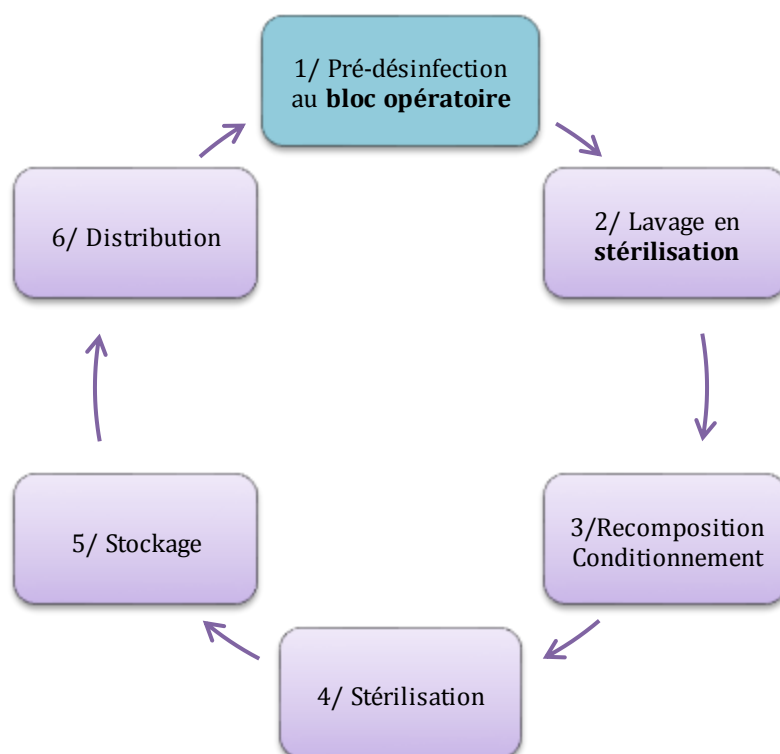 1/ Pré-désinfection
au bloc opératoire
2/ Lavage en
stérilisation
3/Recomposition
Conditionnement
4/ Stérilisation
5/ Stockage
6/ Distribution